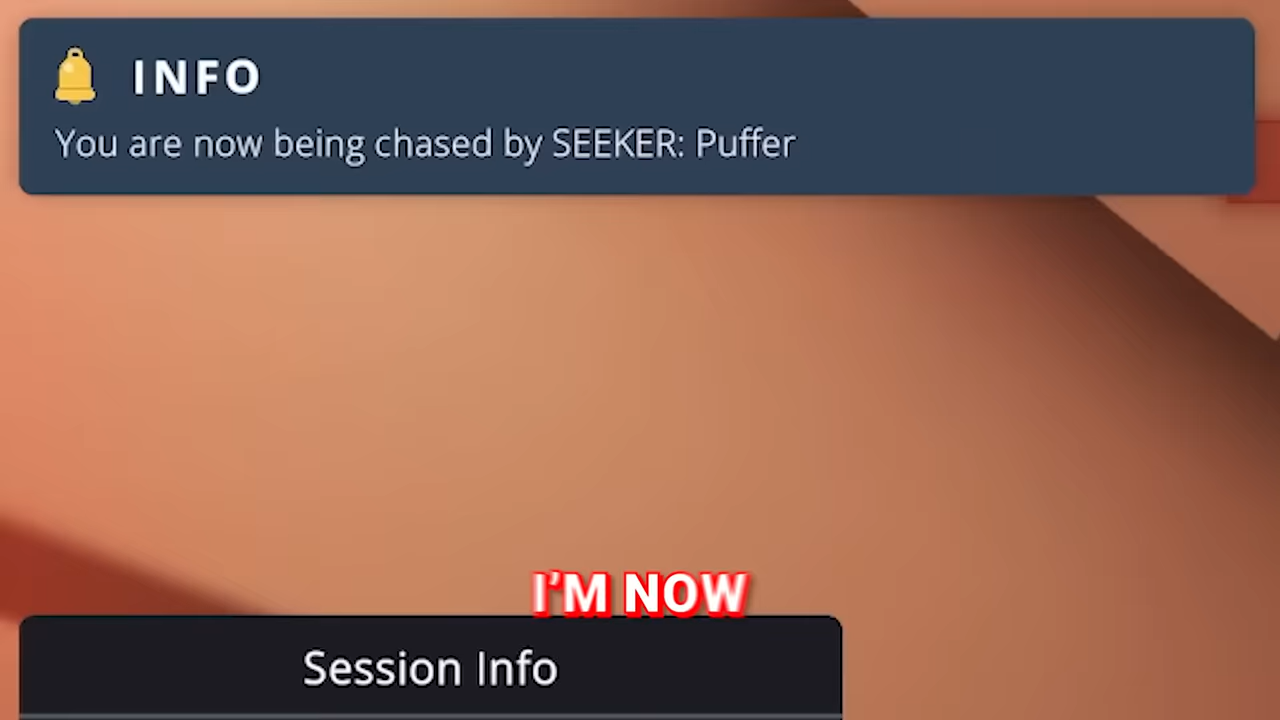 INFO
You are now being chased by SEEKER: Puffer
I'M NOW
Session Info